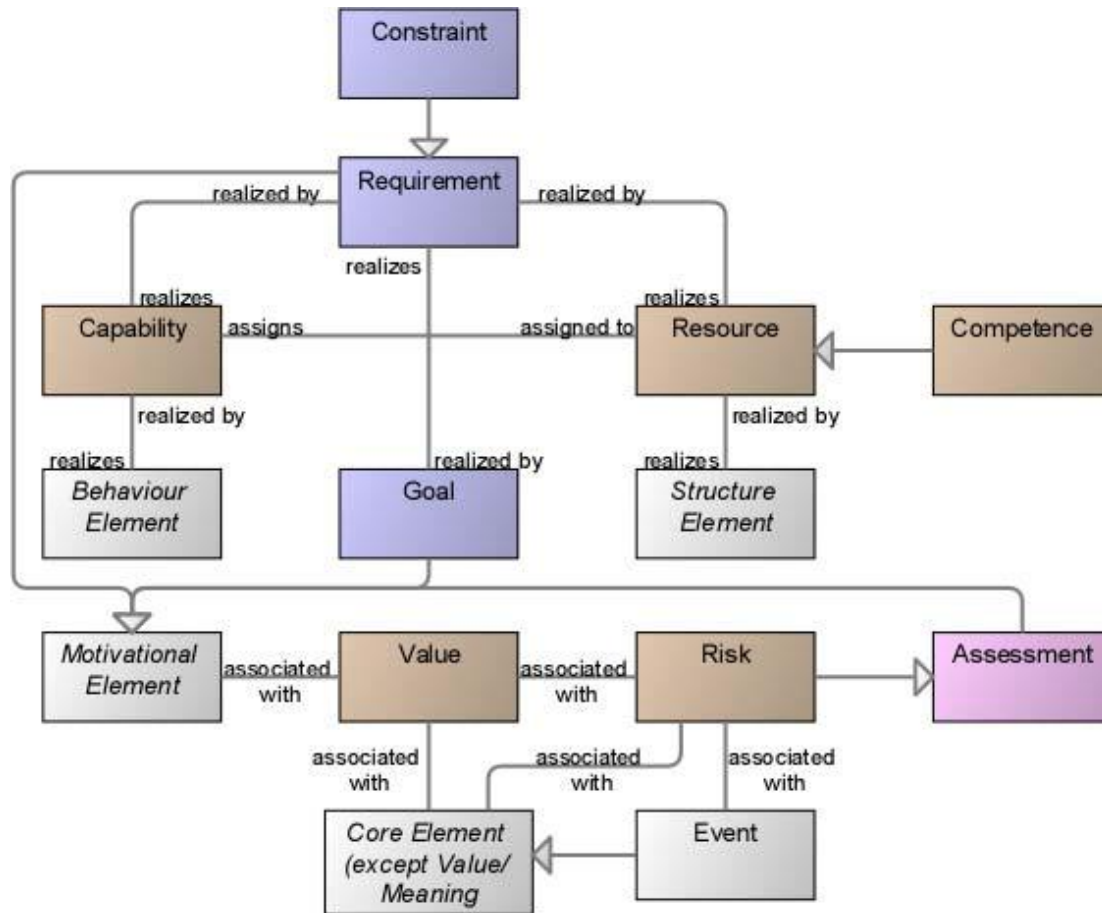 Constraint
Requirement
realized by
realized by
realizes
realizes
realizes
Capability
assigns
assigned to
Resource
Competence
realized by
realized by
realizes
realized by
realizes
Behaviour
Element
Goal
Structure
Element
Motivational
Element
associated
with
Value
associated
with
Risk
Assessment
associated
with
associated
with
associated
with
Core Element
(except Value/
Meaning
Event